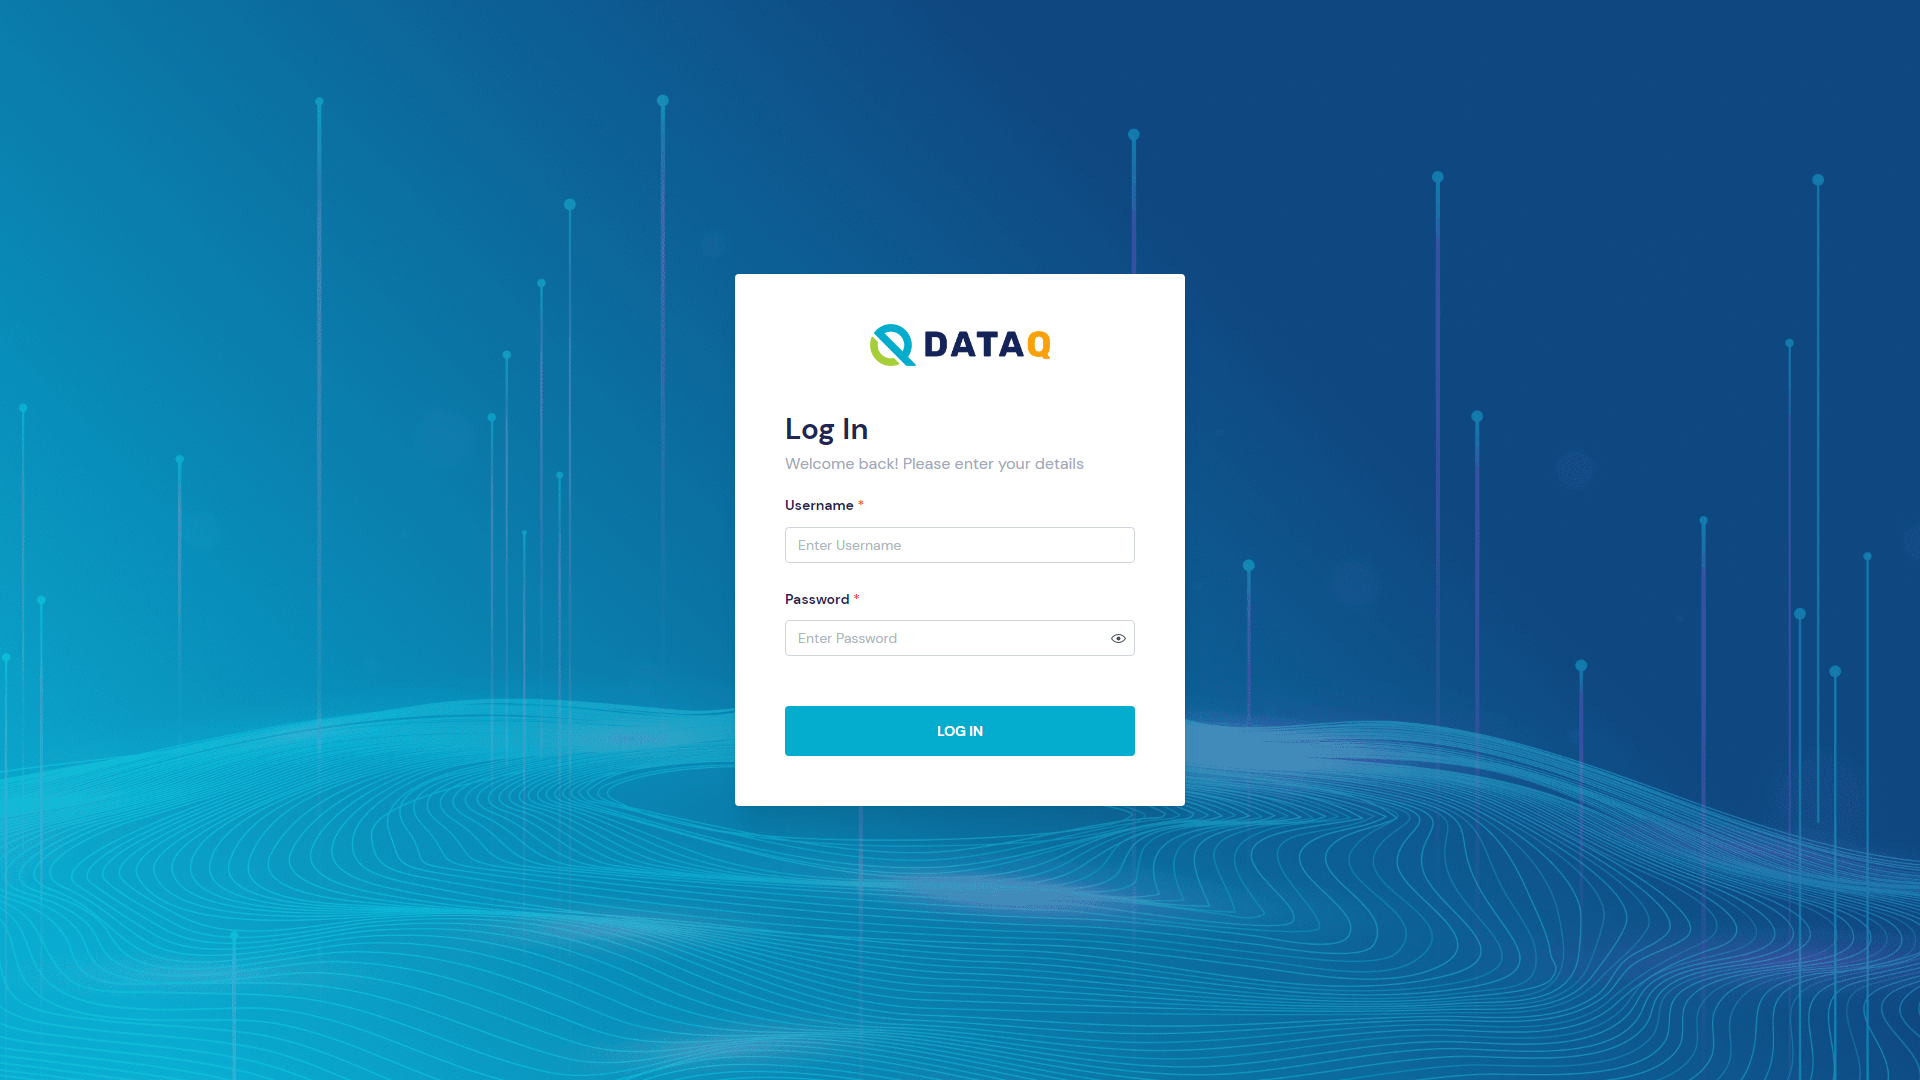 DATAQ
Log In
Welcome back! Please enter your details
Username *
Enter Username
Password *
Enter Password
LOG IN